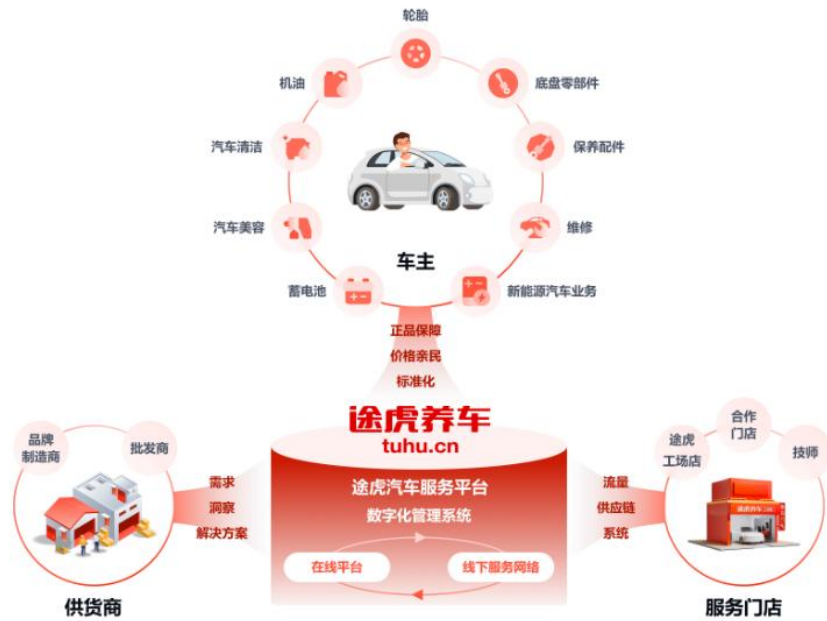 轮胎
机油
底盘零部件
汽车清洁
保养配件
汽车美容
维修
车主
蓄电池
新能源汽车业务
正品保障
价格亲民
标准化
途虎养车
tuhu.cn
品牌
制造商
批发商
需求
洞察
解决方案
途虎汽车服务平台
数字化管理系统
在线平台
线下服务网络
流量
供应链
系统
途虎
工场店
合作
门店
技师
途虎养车
供货商
服务门店